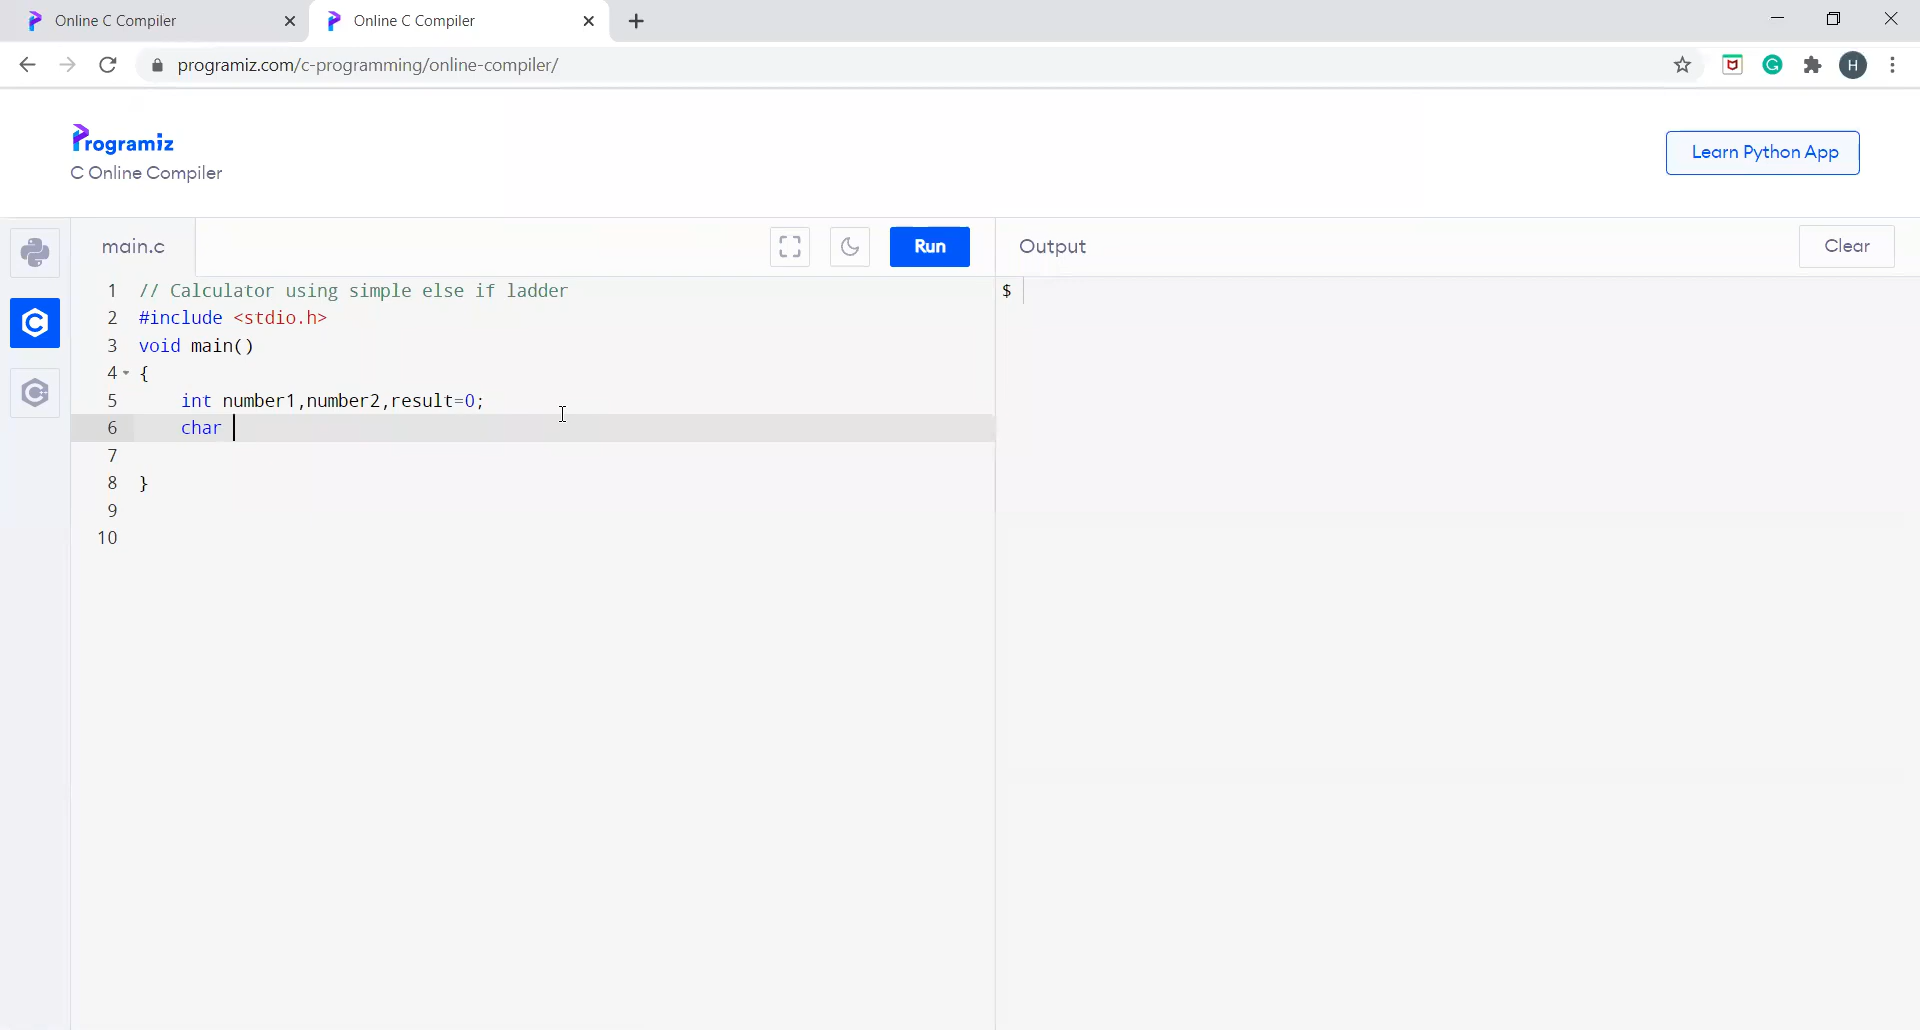 Online C Compiler
Online C Compiler
programiz.com/c-programming/online-compiler/
H
Programiz
C Online Compiler
Learn Python App
main.c
Run
Output
Clear
1 // Calculator using simple else if ladder
2 #include <stdio.h>
3 void main()
4 {
5 int number1,number2,result=0;
6 char
7
8 }
9
10
$